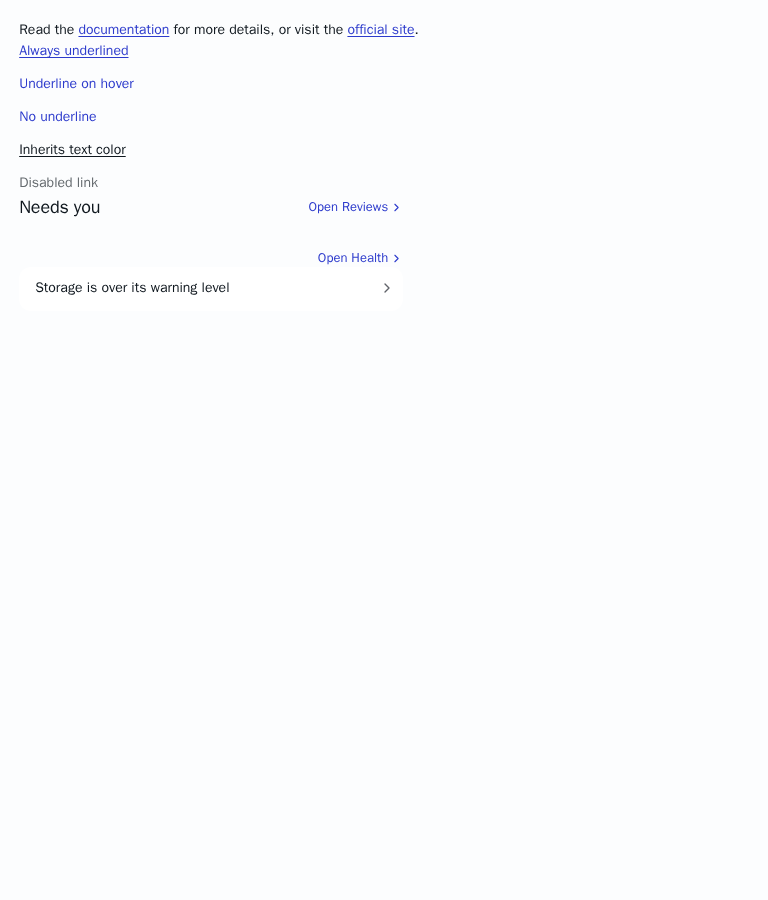 Read the documentation for more details, or visit the official site.
Always underlined
Underline on hover
No underline
Inherits text color
Disabled link
Needs you
Open Reviews
Open Health
Storage is over its warning level